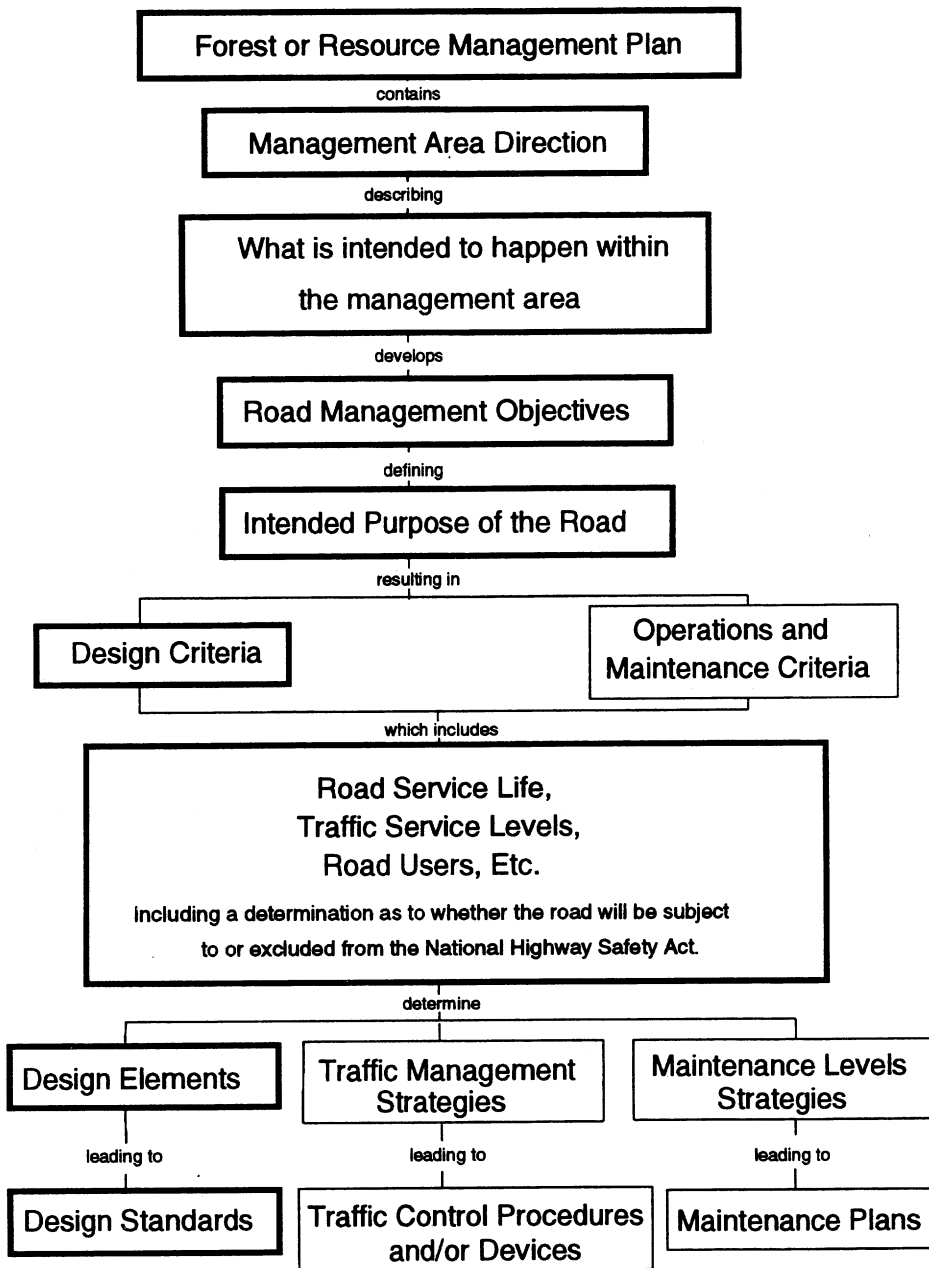 Forest or Resource Management Plan
contains
Management Area Direction
describing
What is intended to happen within
the management area
develops
Road Management Objectives
defining
Intended Purpose of the Road
resulting in
Design Criteria
Operations and
Maintenance Criteria
which includes
Road Service Life,
Traffic Service Levels,
Road Users, Etc.
including a determination as to whether the road will be subject
to or excluded from the National Highway Safety Act.
determine
Design Elements
Traffic Management
Strategies
Maintenance Levels
Strategies
leading to
leading to
leading to
Design Standards
Traffic Control Procedures
and/or Devices
Maintenance Plans